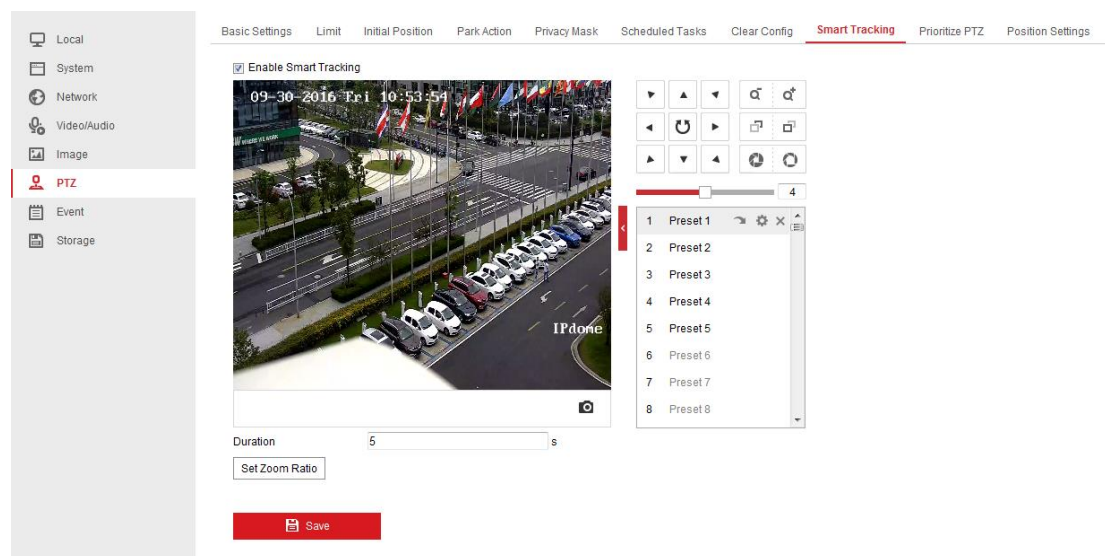 Local
System
Network
Video/Audio
Image
PTZ
Event
Storage
Basic Settings Limit Initial Position Park Action Privacy Mask Scheduled Tasks Clear Config Smart Tracking Prioritize PTZ Position Settings
Enable Smart Tracking
09-30-2016 Fri 10:53:54
IPdome
4
1 Preset 1
2 Preset 2
3 Preset 3
4 Preset 4
5 Preset 5
6 Preset 6
7 Preset 7
8 Preset 8
Duration 5 s
Set Zoom Ratio
Save